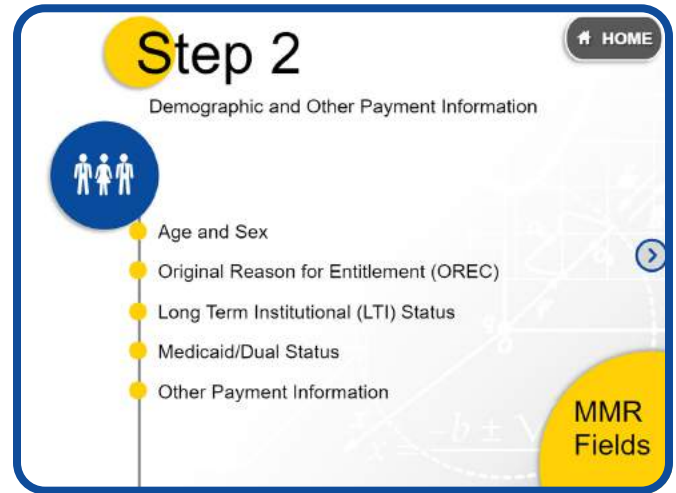 Step 2
HOME
Demographic and Other Payment Information
Age and Sex
Original Reason for Entitlement (OREC)
Long Term Institutional (LTI) Status
Medicaid/Dual Status
Other Payment Information
MMR
Fields